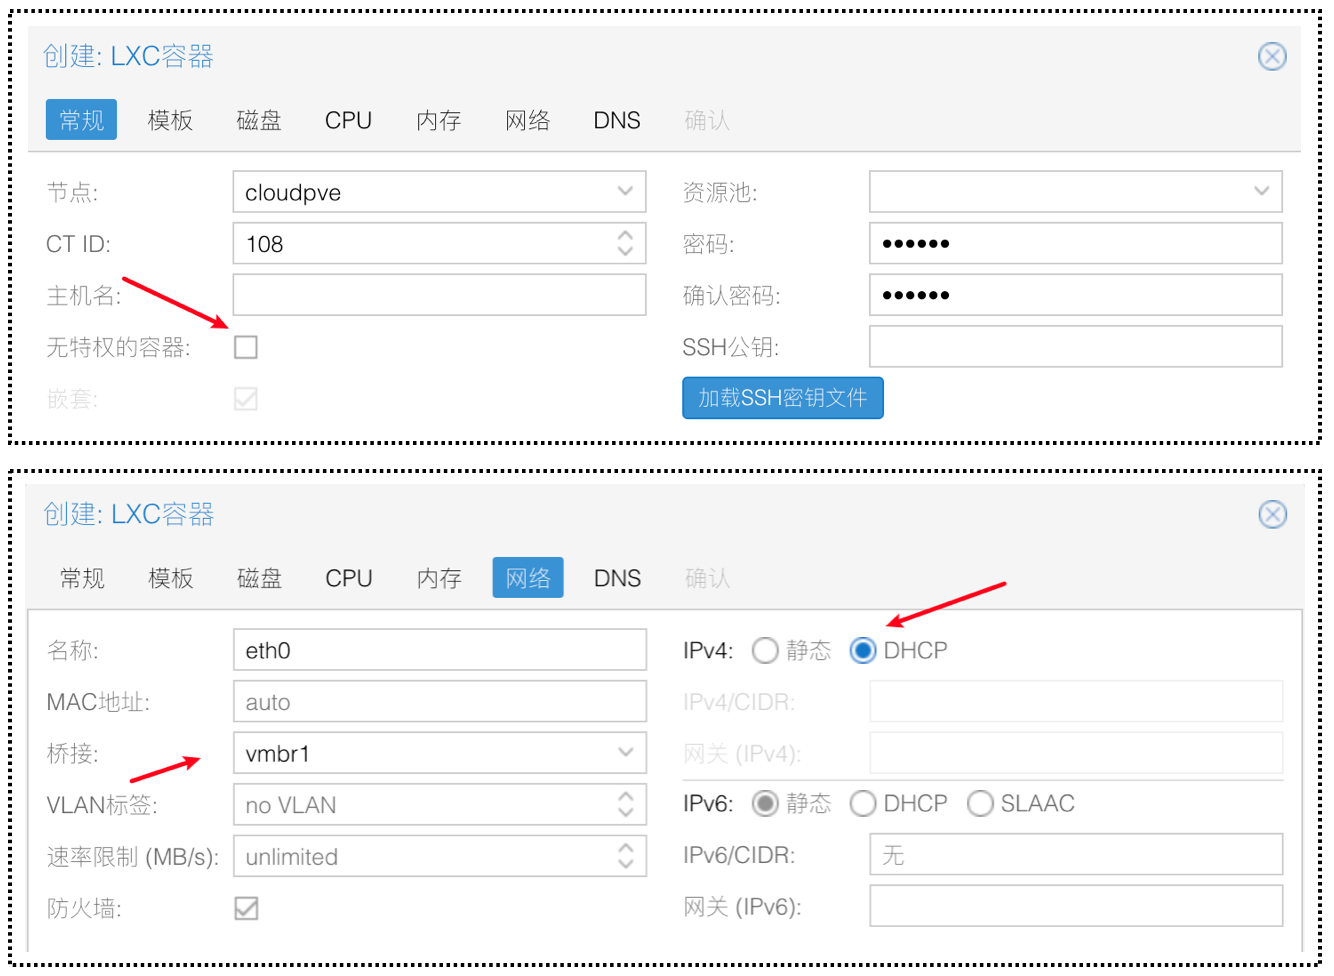 创建: LXC容器
常规 模板 磁盘 CPU 内存 网络 DNS 确认
节点: cloudpve 资源池:
CT ID: 108 密码: ••••••
主机名: 确认密码: ••••••
无特权的容器: SSH公钥:
嵌套: 加载SSH密钥文件
创建: LXC容器
常规 模板 磁盘 CPU 内存 网络 DNS 确认
名称: eth0 IPv4: 静态 DHCP
MAC地址: auto IPv4/CIDR:
桥接: vmbr1 网关 (IPv4):
VLAN标签: no VLAN IPv6: 静态 DHCP SLAAC
速率限制 (MB/s): unlimited IPv6/CIDR: 无
防火墙: 网关 (IPv6):